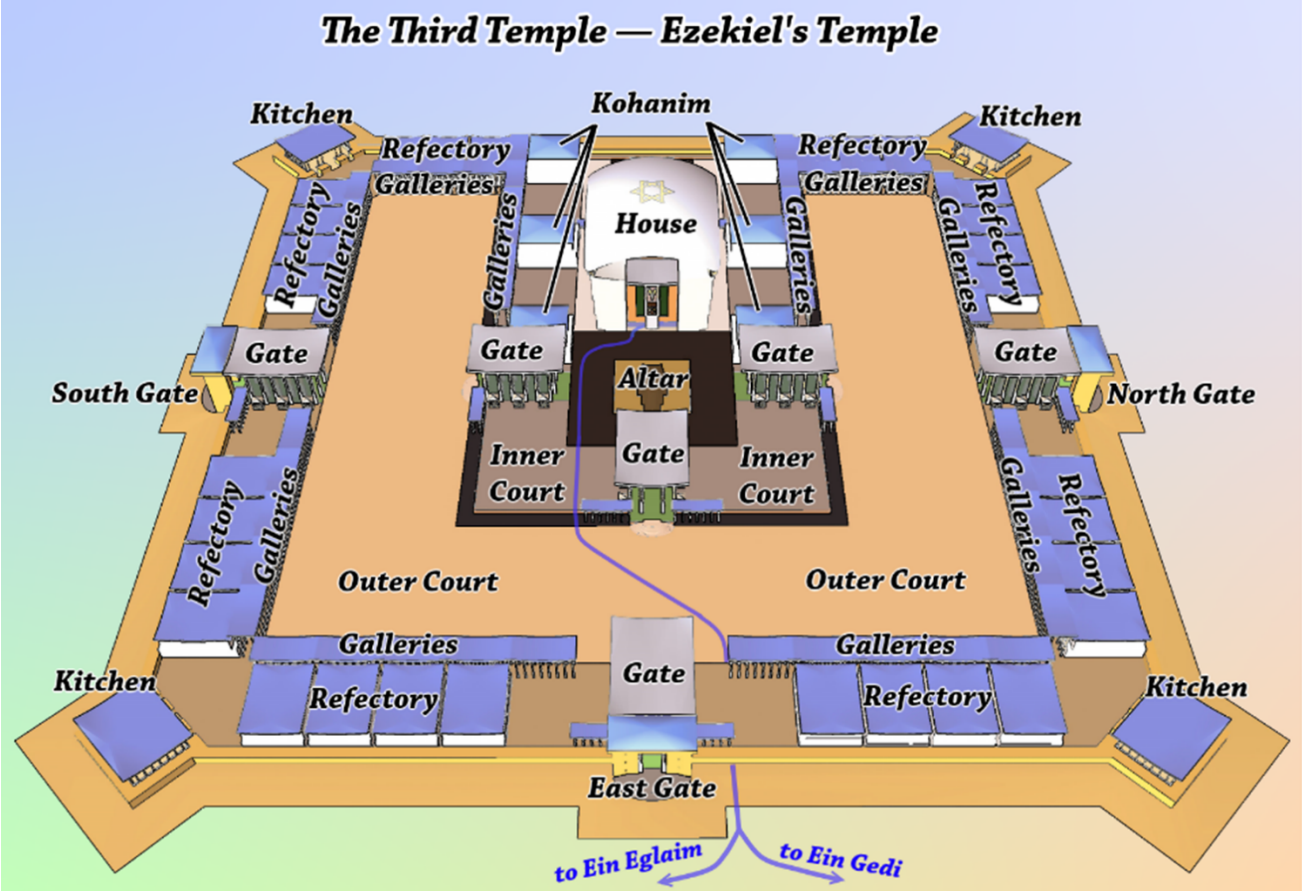 The Third Temple — Ezekiel's Temple
Kohanim
Kitchen
Kitchen
Refectory
Refectory
Galleries
Galleries
Refectory
Galleries
Galleries
House
Galleries
Galleries
Refectory
Gate
Gate
Gate
Gate
South Gate
Altar
North Gate
Inner
Court
Gate
Inner
Court
Refectory
Galleries
Galleries
Refectory
Outer Court
Outer Court
Galleries
Galleries
Kitchen
Refectory
Gate
Refectory
Kitchen
East Gate
to Ein Eglaim
to Ein Gedi